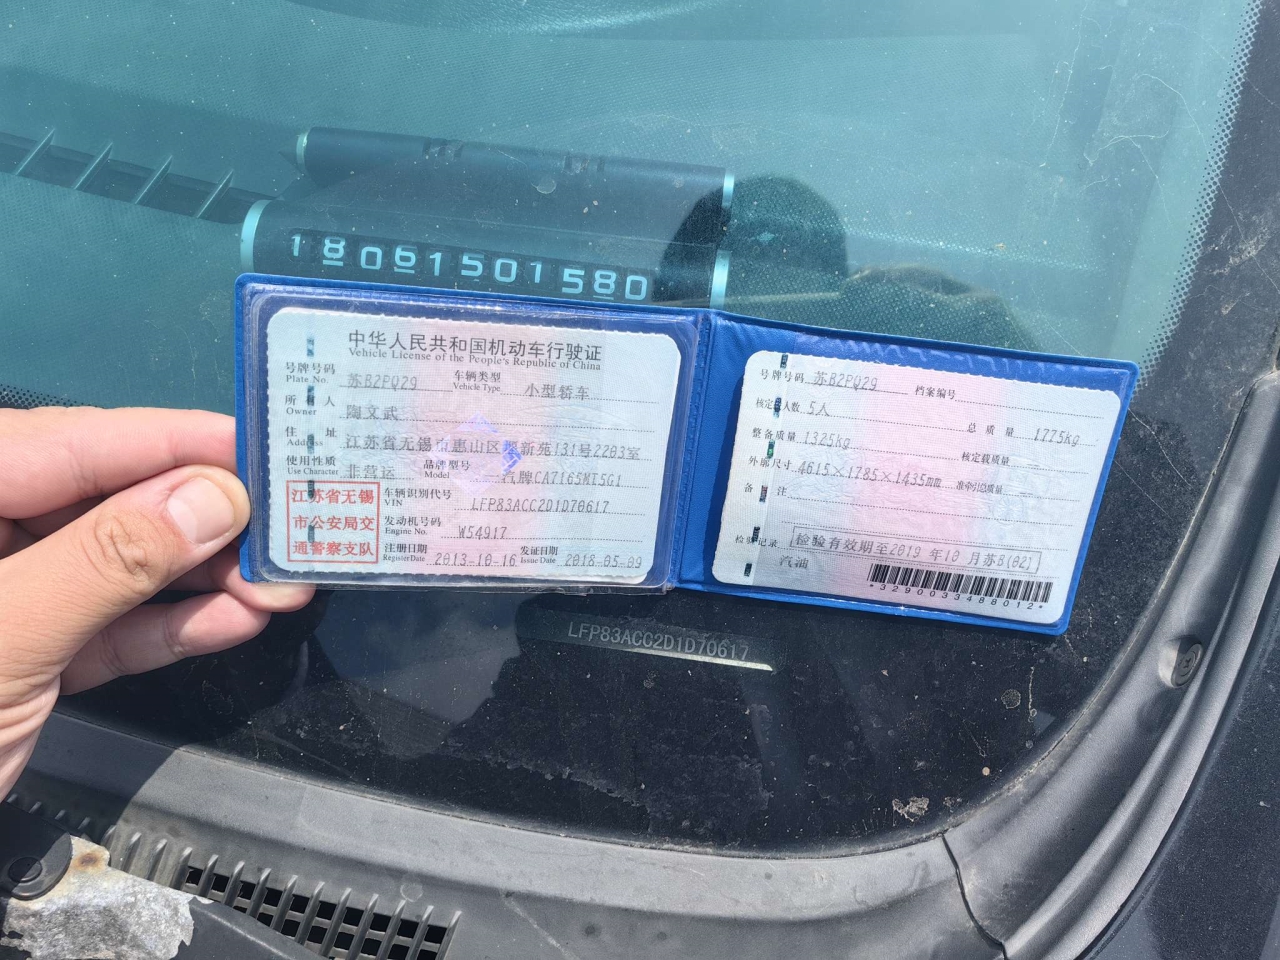 18061501580
中华人民共和国机动车行驶证
Vehicle License of the People's Republic of China
号牌号码 Plate No. 苏B2PQ29 车辆类型 Vehicle Type 小型轿车
所有人 Owner 陶文武
住址 Address 江苏省无锡市惠山区 新苑131号2203室
使用性质 Use Character 非营运 品牌型号 Model 汽牌CA7165MT5G1
江苏省无锡
市公安局交
通警察支队
车辆识别代号 VIN LFP83ACC2D1D70617
发动机号码 Engine No. W54917
注册日期 Register Date 2013-10-16 发证日期 Issue Date 2018-05-09
号牌号码 苏B2PQ29 档案编号
核定载人数 5人 总质量 1775kg
整备质量 1325kg 核定载质量 --
外廓尺寸 4615×1785×1435mm 准牵引总质量 --
备注
检验记录 检验有效期至2019年10月苏B(02)
汽油
*3290033488012*
LFP83ACC2D1D70617